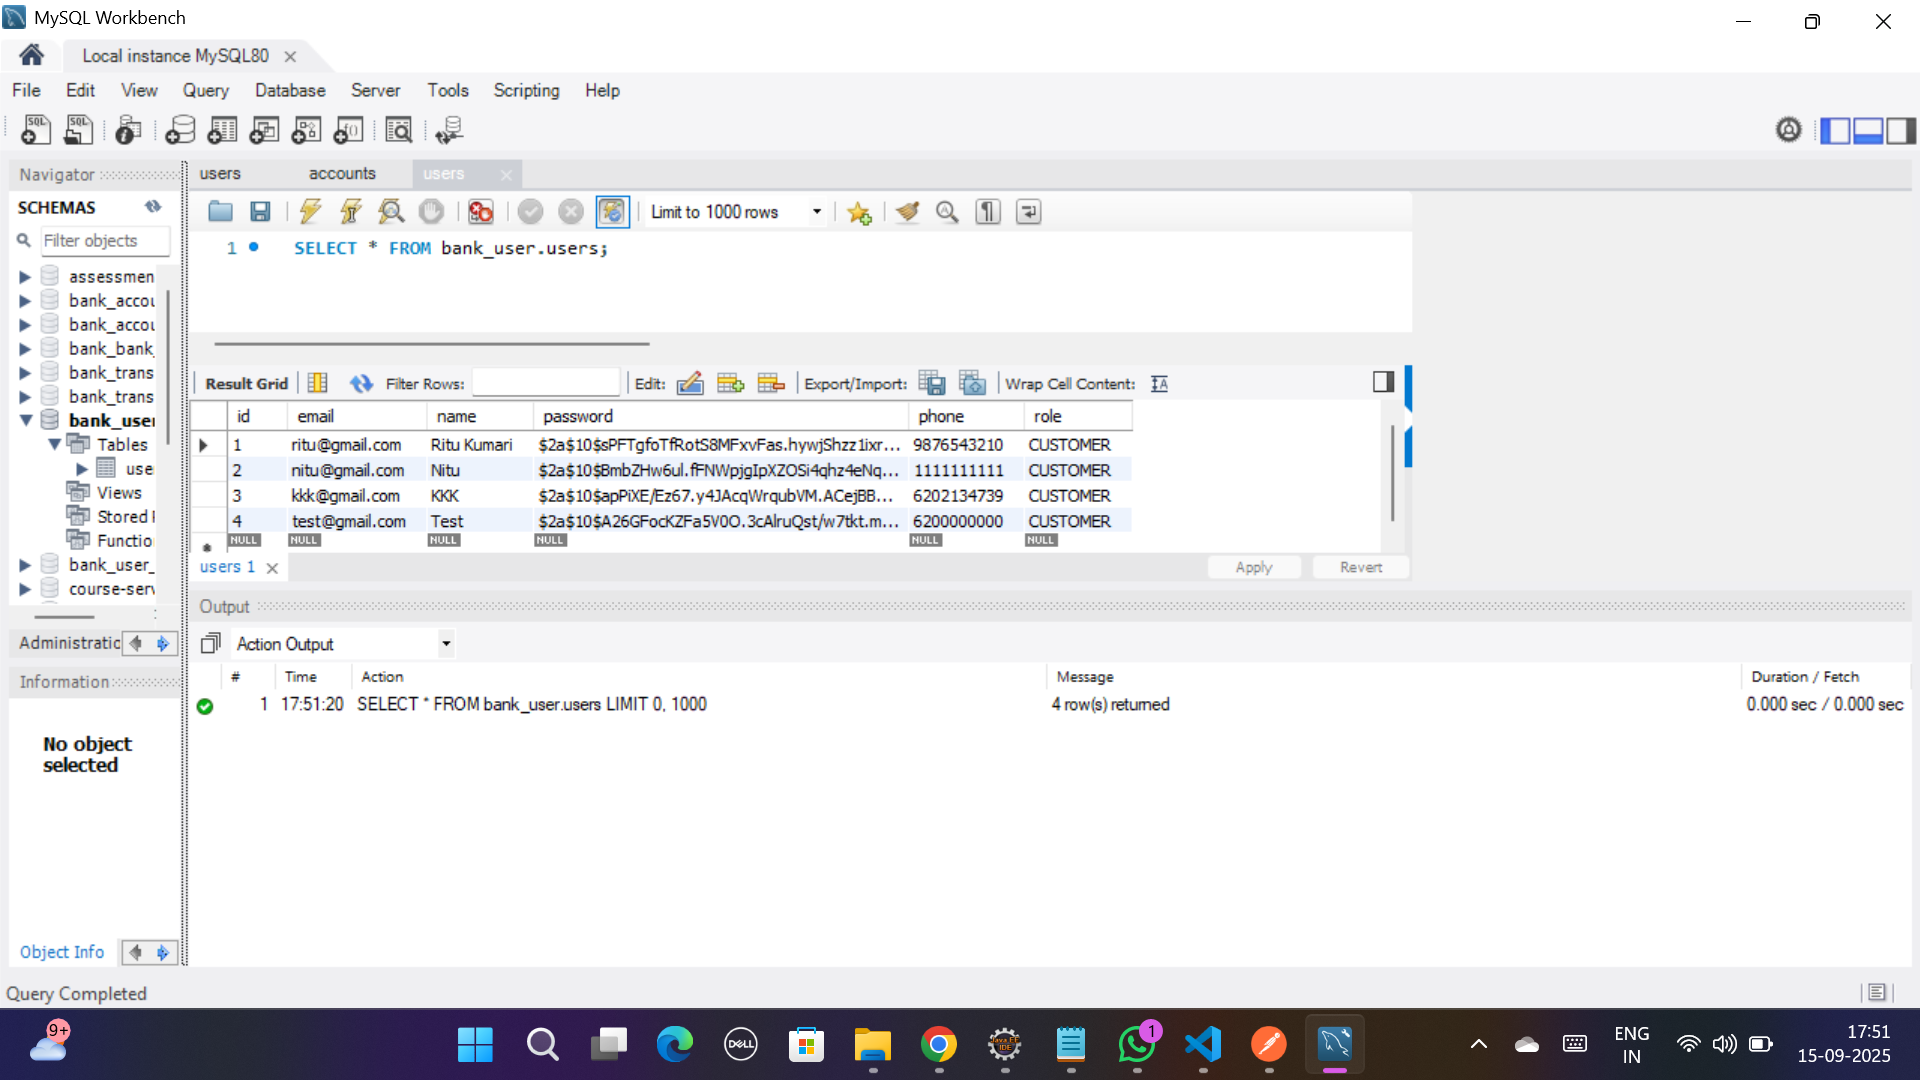 MySQL Workbench
Local instance MySQL80
File Edit View Query Database Server Tools Scripting Help
Navigator
SCHEMAS
Filter objects
assessmen
bank_accou
bank_accou
bank_bank_
bank_trans
bank_trans
bank_user
Tables
use
Views
Stored P
Functio
bank_user_
course-serv
Administratio
Information
No object
selected
Object Info
users accounts users
Limit to 1000 rows
1 SELECT * FROM bank_user.users;
Result Grid Filter Rows: Edit: Export/Import: Wrap Cell Content:
id email name password phone role
1 ritu@gmail.com Ritu Kumari $2a$10$sPFTgfoTfRotS8MFxvFas.hywjShzz1ixr... 9876543210 CUSTOMER
2 nitu@gmail.com Nitu $2a$10$BmbZHw6ul.fFNWpjgIpXZOSi4qhz4eNq... 1111111111 CUSTOMER
3 kkk@gmail.com KKK $2a$10$apPiXE/Ez67.y4JAcqWrqubVM.ACejBB... 6202134739 CUSTOMER
4 test@gmail.com Test $2a$10$A26GFocKZFa5V0O.3cAlruQst/w7tkt.m... 6200000000 CUSTOMER
NULL NULL NULL NULL NULL NULL
users 1 Apply Revert
Output
Action Output
# Time Action Message Duration / Fetch
1 17:51:20 SELECT * FROM bank_user.users LIMIT 0, 1000 4 row(s) returned 0.000 sec / 0.000 sec
Query Completed
9+
DELL
Java EE
IDE
1
ENG
IN
17:51
15-09-2025